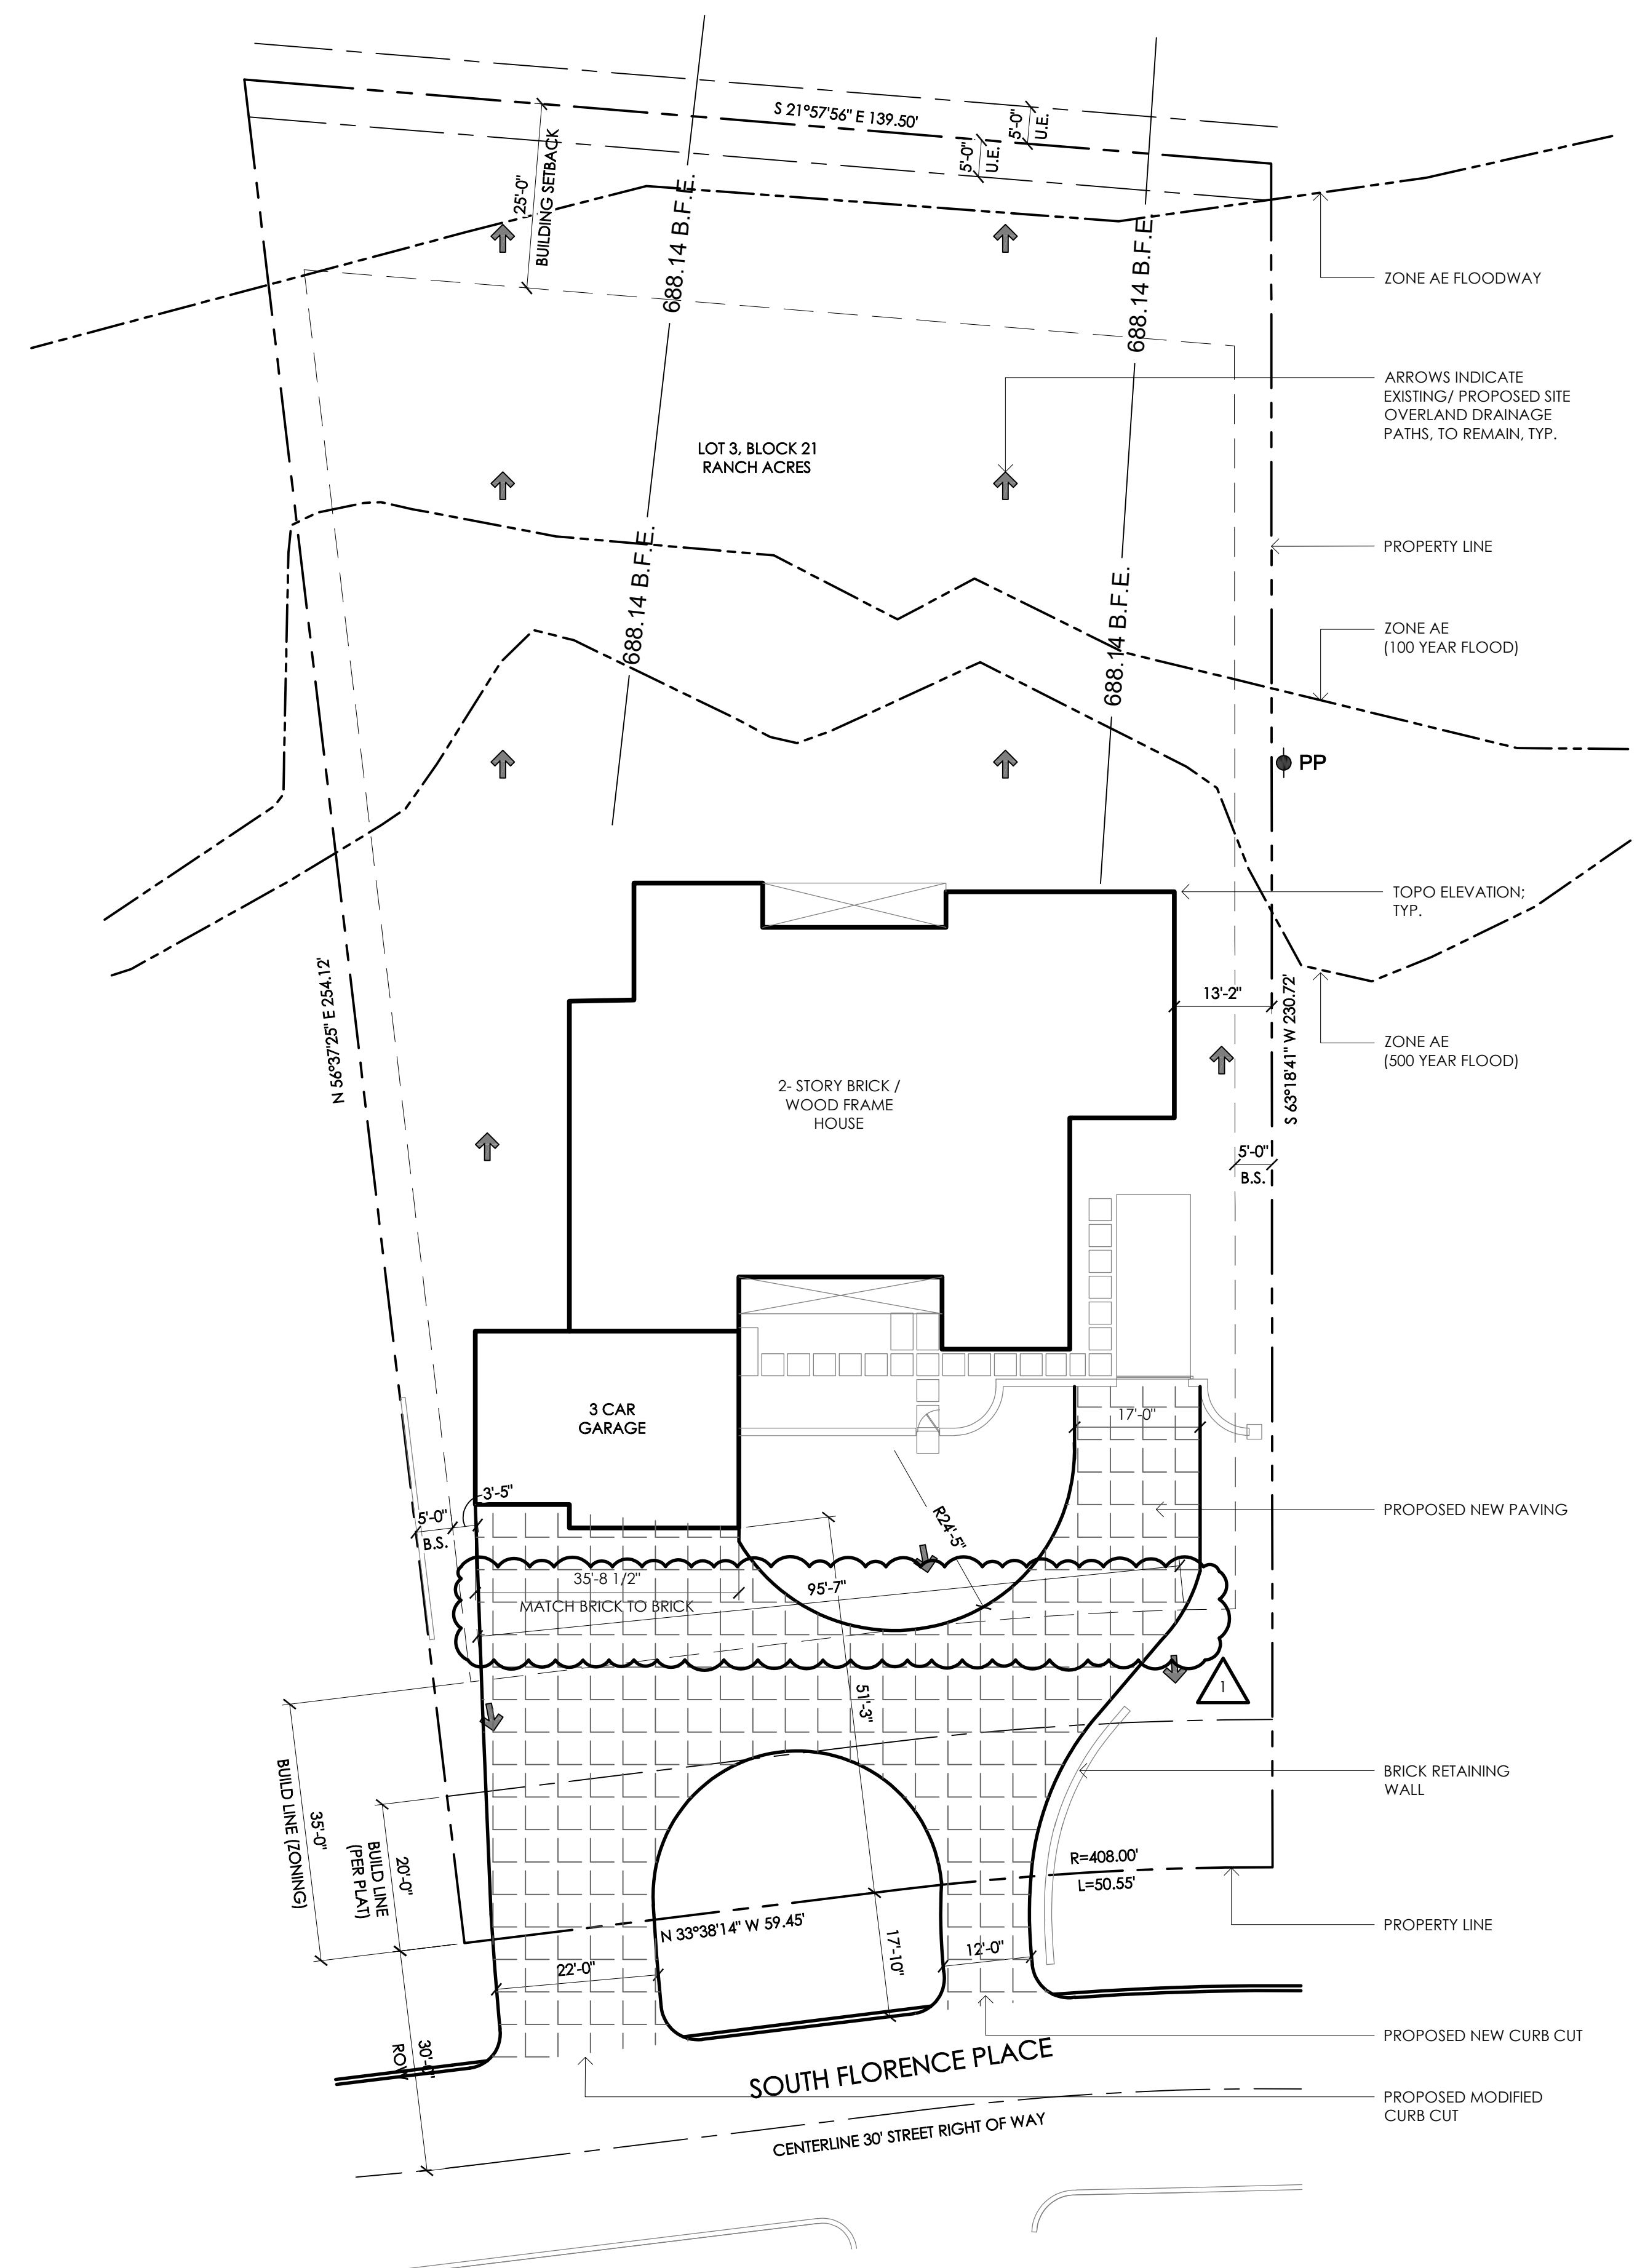 S 21°57'56" E 139.50'
5'-0"
U.E.
5'-0"
U.E.
25'-0"
BUILDING SETBACK
688.14 B.F.E.
688.14 B.F.E.
ZONE AE FLOODWAY
ARROWS INDICATE
EXISTING/ PROPOSED SITE
OVERLAND DRAINAGE
PATHS, TO REMAIN, TYP.
LOT 3, BLOCK 21
RANCH ACRES
PROPERTY LINE
688.14 B.F.E.
688.14 B.F.E.
ZONE AE
(100 YEAR FLOOD)
PP
TOPO ELEVATION;
TYP.
N 56°37'25" E 254.12'
13'-2"
S 63°18'41" W 230.72'
ZONE AE
(500 YEAR FLOOD)
2- STORY BRICK /
WOOD FRAME
HOUSE
5'-0"
B.S.
3 CAR
GARAGE
17'-0"
3'-5"
5'-0"
B.S.
R24'-5"
PROPOSED NEW PAVING
35'-8 1/2"
MATCH BRICK TO BRICK
95'-7"
51'-3"
1
BUILD LINE (ZONING)
35'-0"
BUILD LINE
(PER PLAT)
20'-0"
BRICK RETAINING
WALL
R=408.00'
L=50.55'
N 33°38'14" W 59.45'
PROPERTY LINE
17'-10"
12'-0"
22'-0"
30'-0"
ROW
PROPOSED NEW CURB CUT
SOUTH FLORENCE PLACE
PROPOSED MODIFIED
CURB CUT
CENTERLINE 30' STREET RIGHT OF WAY